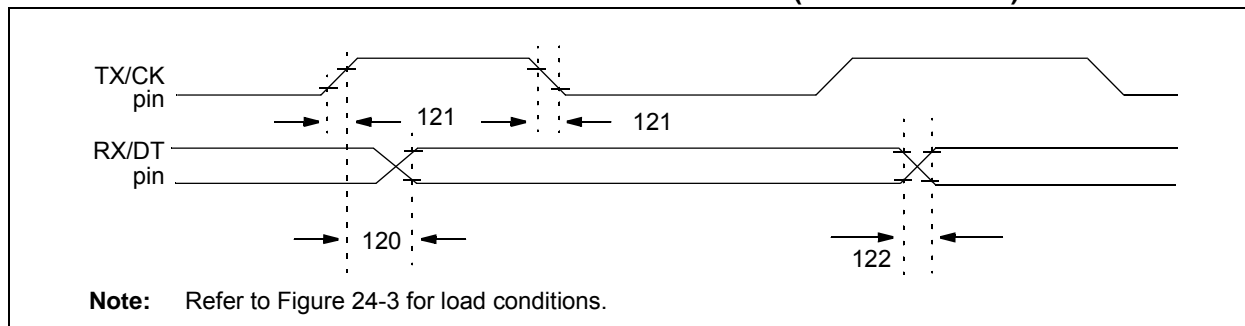 TX/CK
pin
121
121
RX/DT
pin
120
122
Note: Refer to Figure 24-3 for load conditions.